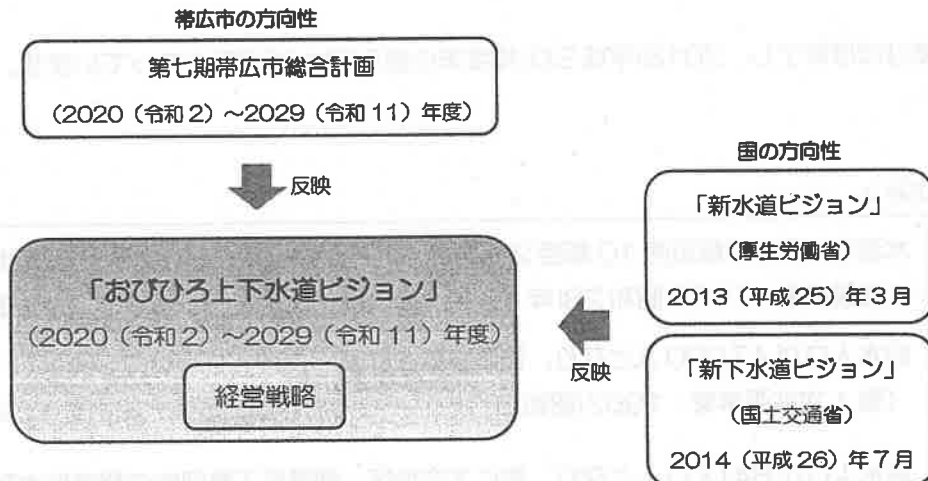 帯広市の方向性
第七期帯広市総合計画
(2020(令和2)~2029(令和11)年度)
反映
「おびひろ上下水道ビジョン」
(2020(令和2)~2029(令和11)年度)
経営戦略
反映
国の方向性
「新水道ビジョン」
(厚生労働省)
2013(平成25)年3月
「新下水道ビジョン」
(国土交通省)
2014(平成26)年7月